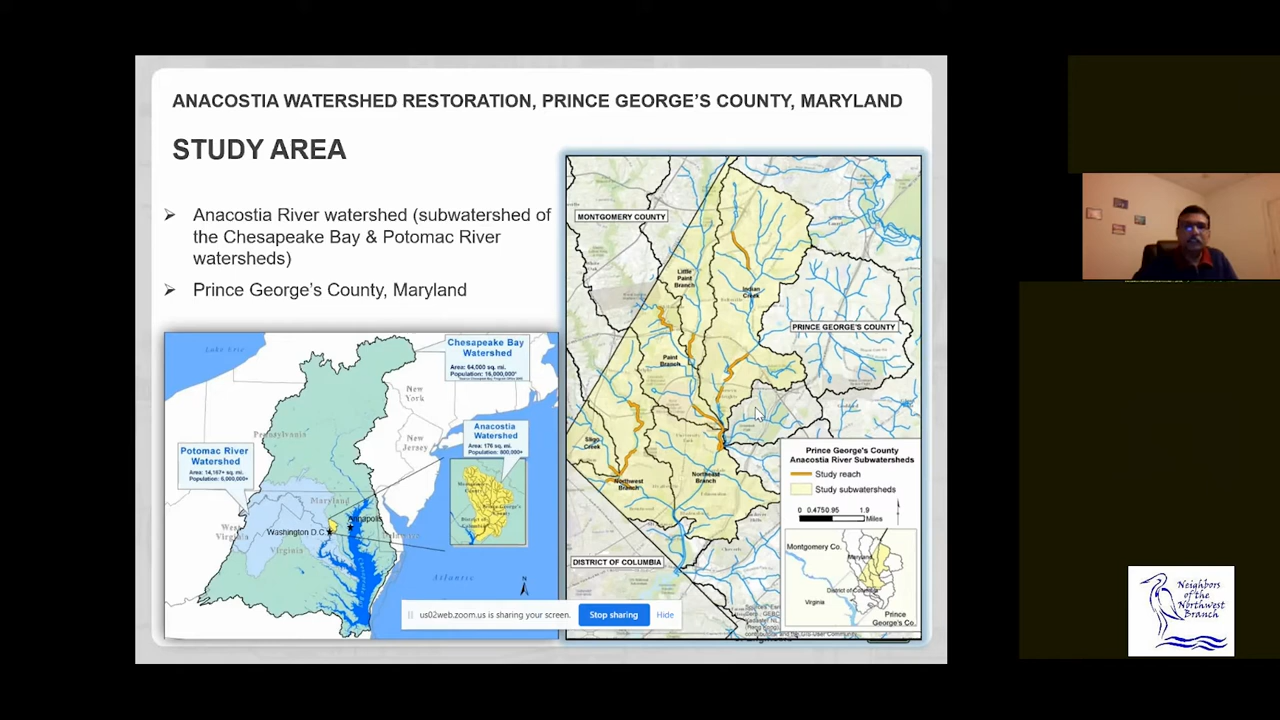 ANACOSTIA WATERSHED RESTORATION, PRINCE GEORGE'S COUNTY, MARYLAND
STUDY AREA
Anacostia River watershed (subwatershed of
the Chesapeake Bay & Potomac River
watersheds)
Prince George's County, Maryland
Lake Erie
Chesapeake Bay
Watershed
Area: 64,000 sq. mi.
Population: 16,000,000*
New
York
Pennsylvania
New
Jersey
Anacostia
Watershed
Area: 176 sq. mi.
Population: 800,000+
Potomac River
Watershed
Area: 14,167+ sq. mi.
Population: 5,000,000+
Maryland
Annapolis
Washington D.C.
West
Virginia
Virginia
Atlantic
N
MONTGOMERY COUNTY
Little
Paint
Branch
Indian
Creek
PRINCE GEORGE'S COUNTY
Paint
Branch
Sligo
Creek
Northwest
Branch
Northeast
Branch
DISTRICT OF COLUMBIA
Prince George's County
Anacostia River Subwatersheds
Study reach
Study subwatersheds
0 0.475 0.95 1.9
Miles
Montgomery Co.
Maryland
District of Columbia
Virginia
Prince
George's Co.
us02web.zoom.us is sharing your screen.
Stop sharing
Hide
Neighbors
of the
Northwest
Branch